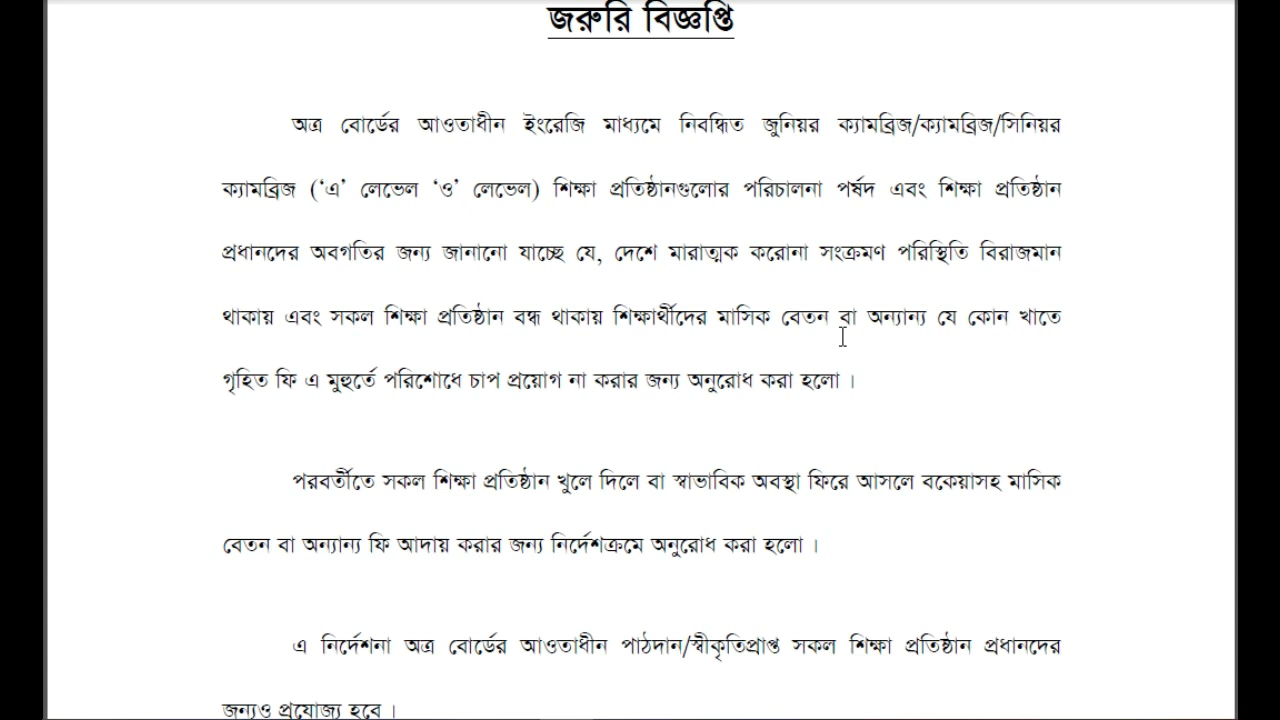 জরুরি বিজ্ঞপ্তি
অত্র বোর্ডের আওতাধীন ইংরেজি মাধ্যমে নিবন্ধিত জুনিয়র ক্যামব্রিজ/ক্যামব্রিজ/সিনিয়র
ক্যামব্রিজ (‘এ’ লেভেল ‘ও’ লেভেল) শিক্ষা প্রতিষ্ঠানগুলোর পরিচালনা পর্ষদ এবং শিক্ষা প্রতিষ্ঠান
প্রধানদের অবগতির জন্য জানানো যাচ্ছে যে, দেশে মারাত্মক করোনা সংক্রমণ পরিস্থিতি বিরাজমান
থাকায় এবং সকল শিক্ষা প্রতিষ্ঠান বন্ধ থাকায় শিক্ষার্থীদের মাসিক বেতন বা অন্যান্য যে কোন খাতে
গৃহিত ফি এ মুহুর্তে পরিশোধে চাপ প্রয়োগ না করার জন্য অনুরোধ করা হলো।
পরবর্তীতে সকল শিক্ষা প্রতিষ্ঠান খুলে দিলে বা স্বাভাবিক অবস্থা ফিরে আসলে বকেয়াসহ মাসিক
বেতন বা অন্যান্য ফি আদায় করার জন্য নির্দেশক্রমে অনুরোধ করা হলো।
এ নির্দেশনা অত্র বোর্ডের আওতাধীন পাঠদান/স্বীকৃতিপ্রাপ্ত সকল শিক্ষা প্রতিষ্ঠান প্রধানদের
জন্যও প্রযোজ্য হবে।